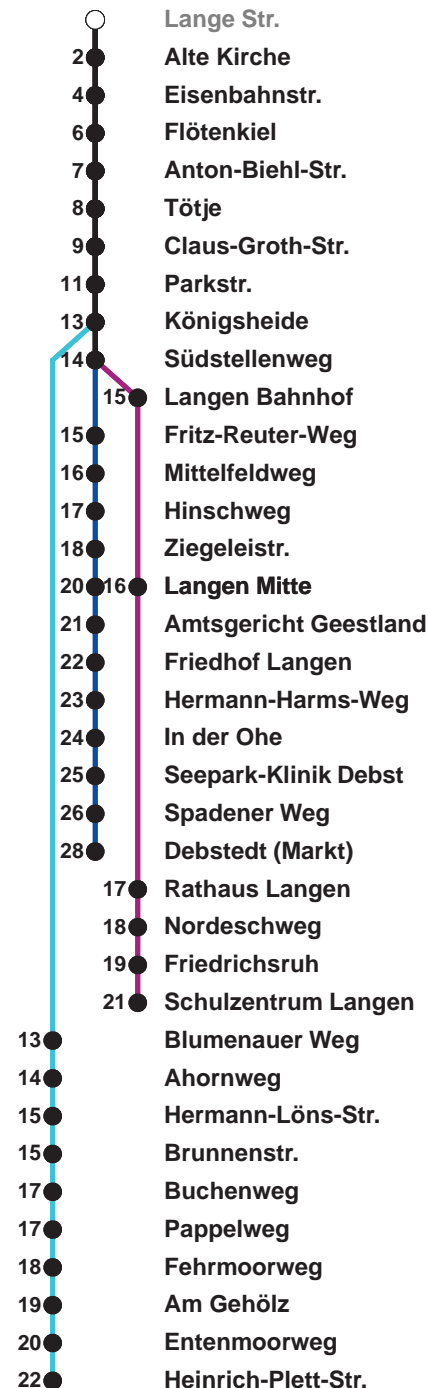 Lange Str.
2 Alte Kirche
4 Eisenbahnstr.
6 Flötenkiel
7 Anton-Biehl-Str.
8 Tötje
9 Claus-Groth-Str.
11 Parkstr.
13 Königsheide
14 Südstellenweg
15 Langen Bahnhof
15 Fritz-Reuter-Weg
16 Mittelfeldweg
17 Hinschweg
18 Ziegeleistr.
20 16 Langen Mitte
21 Amtsgericht Geestland
22 Friedhof Langen
23 Hermann-Harms-Weg
24 In der Ohe
25 Seepark-Klinik Debst
26 Spadener Weg
28 Debstedt (Markt)
17 Rathaus Langen
18 Nordeschweg
19 Friedrichsruh
21 Schulzentrum Langen
13 Blumenauer Weg
14 Ahornweg
15 Hermann-Löns-Str.
15 Brunnenstr.
17 Buchenweg
17 Pappelweg
18 Fehrmoorweg
19 Am Gehölz
20 Entenmoorweg
22 Heinrich-Plett-Str.